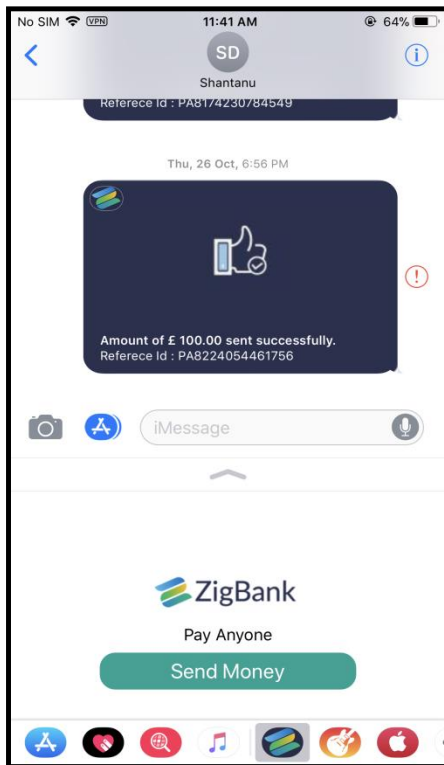 No SIM VPN 11:41 AM 64%
SD
Shantanu
Referece Id : PA8174230784549
Thu, 26 Oct, 6:56 PM
Amount of £ 100.00 sent successfully.
Referece Id : PA8224054461756
iMessage
ZigBank
Pay Anyone
Send Money